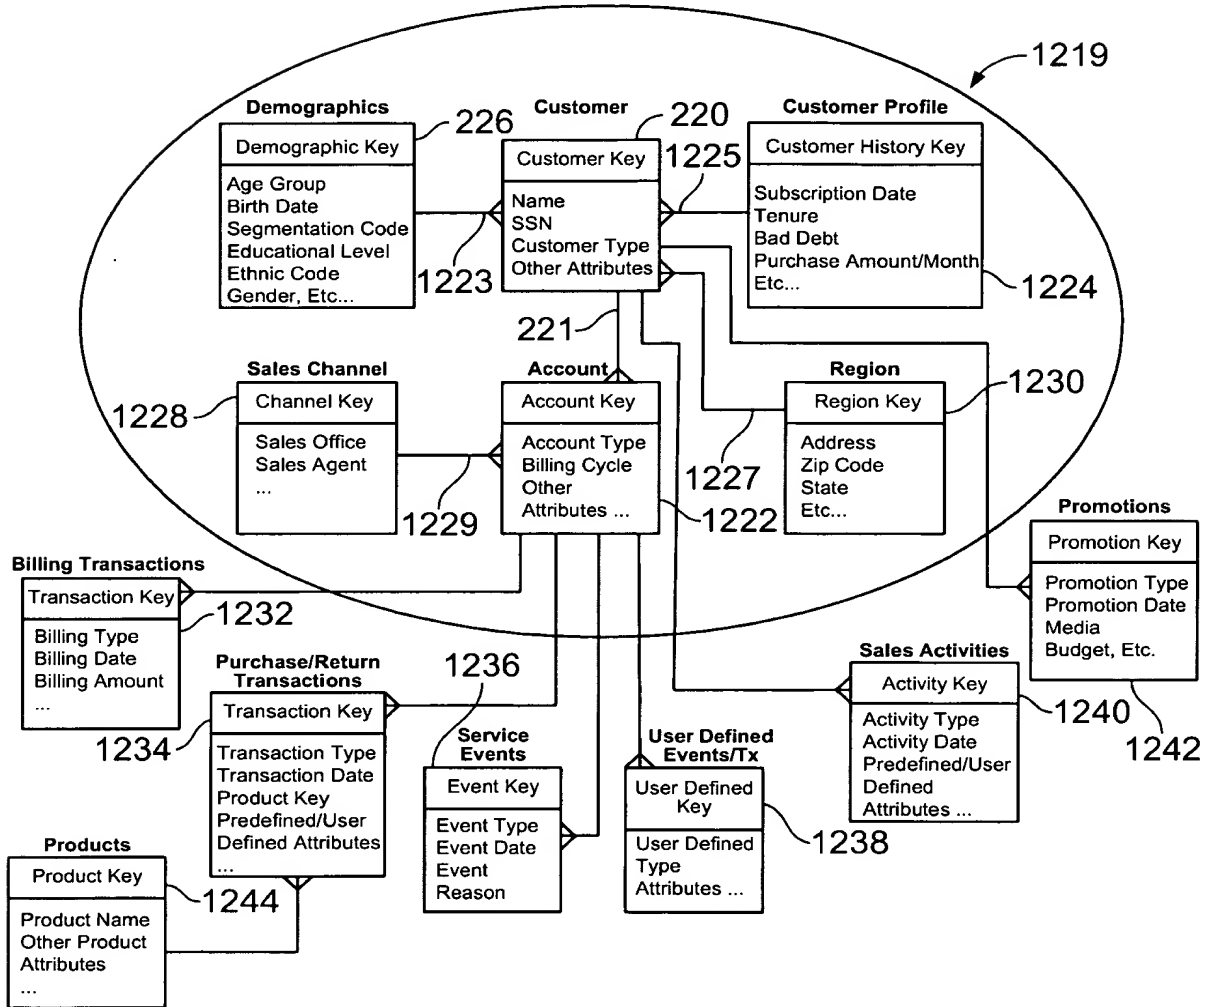 1219
Demographics
226
Demographic Key
Age Group
Birth Date
Segmentation Code
Educational Level
Ethnic Code
Gender, Etc...
1223
Customer
220
Customer Key
1225
Name
SSN
Customer Type
Other Attributes
221
Customer Profile
Customer History Key
Subscription Date
Tenure
Bad Debt
Purchase Amount/Month
Etc...
1224
Sales Channel
1228
Channel Key
Sales Office
Sales Agent
...
1229
Account
Account Key
Account Type
Billing Cycle
Other
Attributes ...
1222
Region
1230
Region Key
Address
Zip Code
State
Etc...
1227
Promotions
Promotion Key
Promotion Type
Promotion Date
Media
Budget, Etc.
1242
Billing Transactions
Transaction Key
1232
Billing Type
Billing Date
Billing Amount
...
Purchase/Return
Transactions
Transaction Key
1234
Transaction Type
Transaction Date
Product Key
Predefined/User
Defined Attributes
...
1236
Service
Events
Event Key
Event Type
Event Date
Event
Reason
User Defined
Events/Tx
User Defined
Key
1238
User Defined
Type
Attributes ...
Sales Activities
Activity Key
1240
Activity Type
Activity Date
Predefined/User
Defined
Attributes ...
Products
Product Key
1244
Product Name
Other Product
Attributes
...